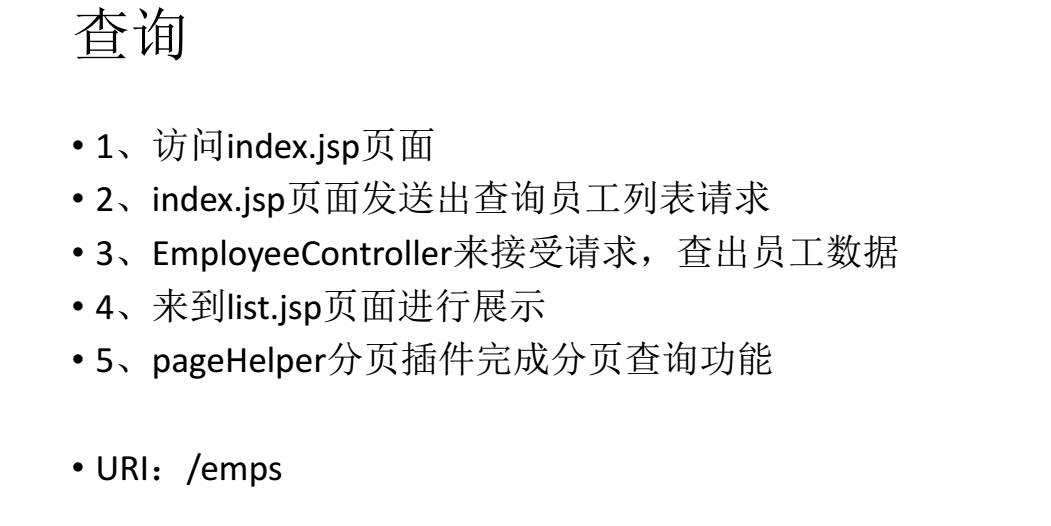 查询
• 1、访问index.jsp页面
• 2、index.jsp页面发送出查询员工列表请求
• 3、EmployeeController来接受请求，查出员工数据
• 4、来到list.jsp页面进行展示
• 5、pageHelper分页插件完成分页查询功能
• URI：/emps